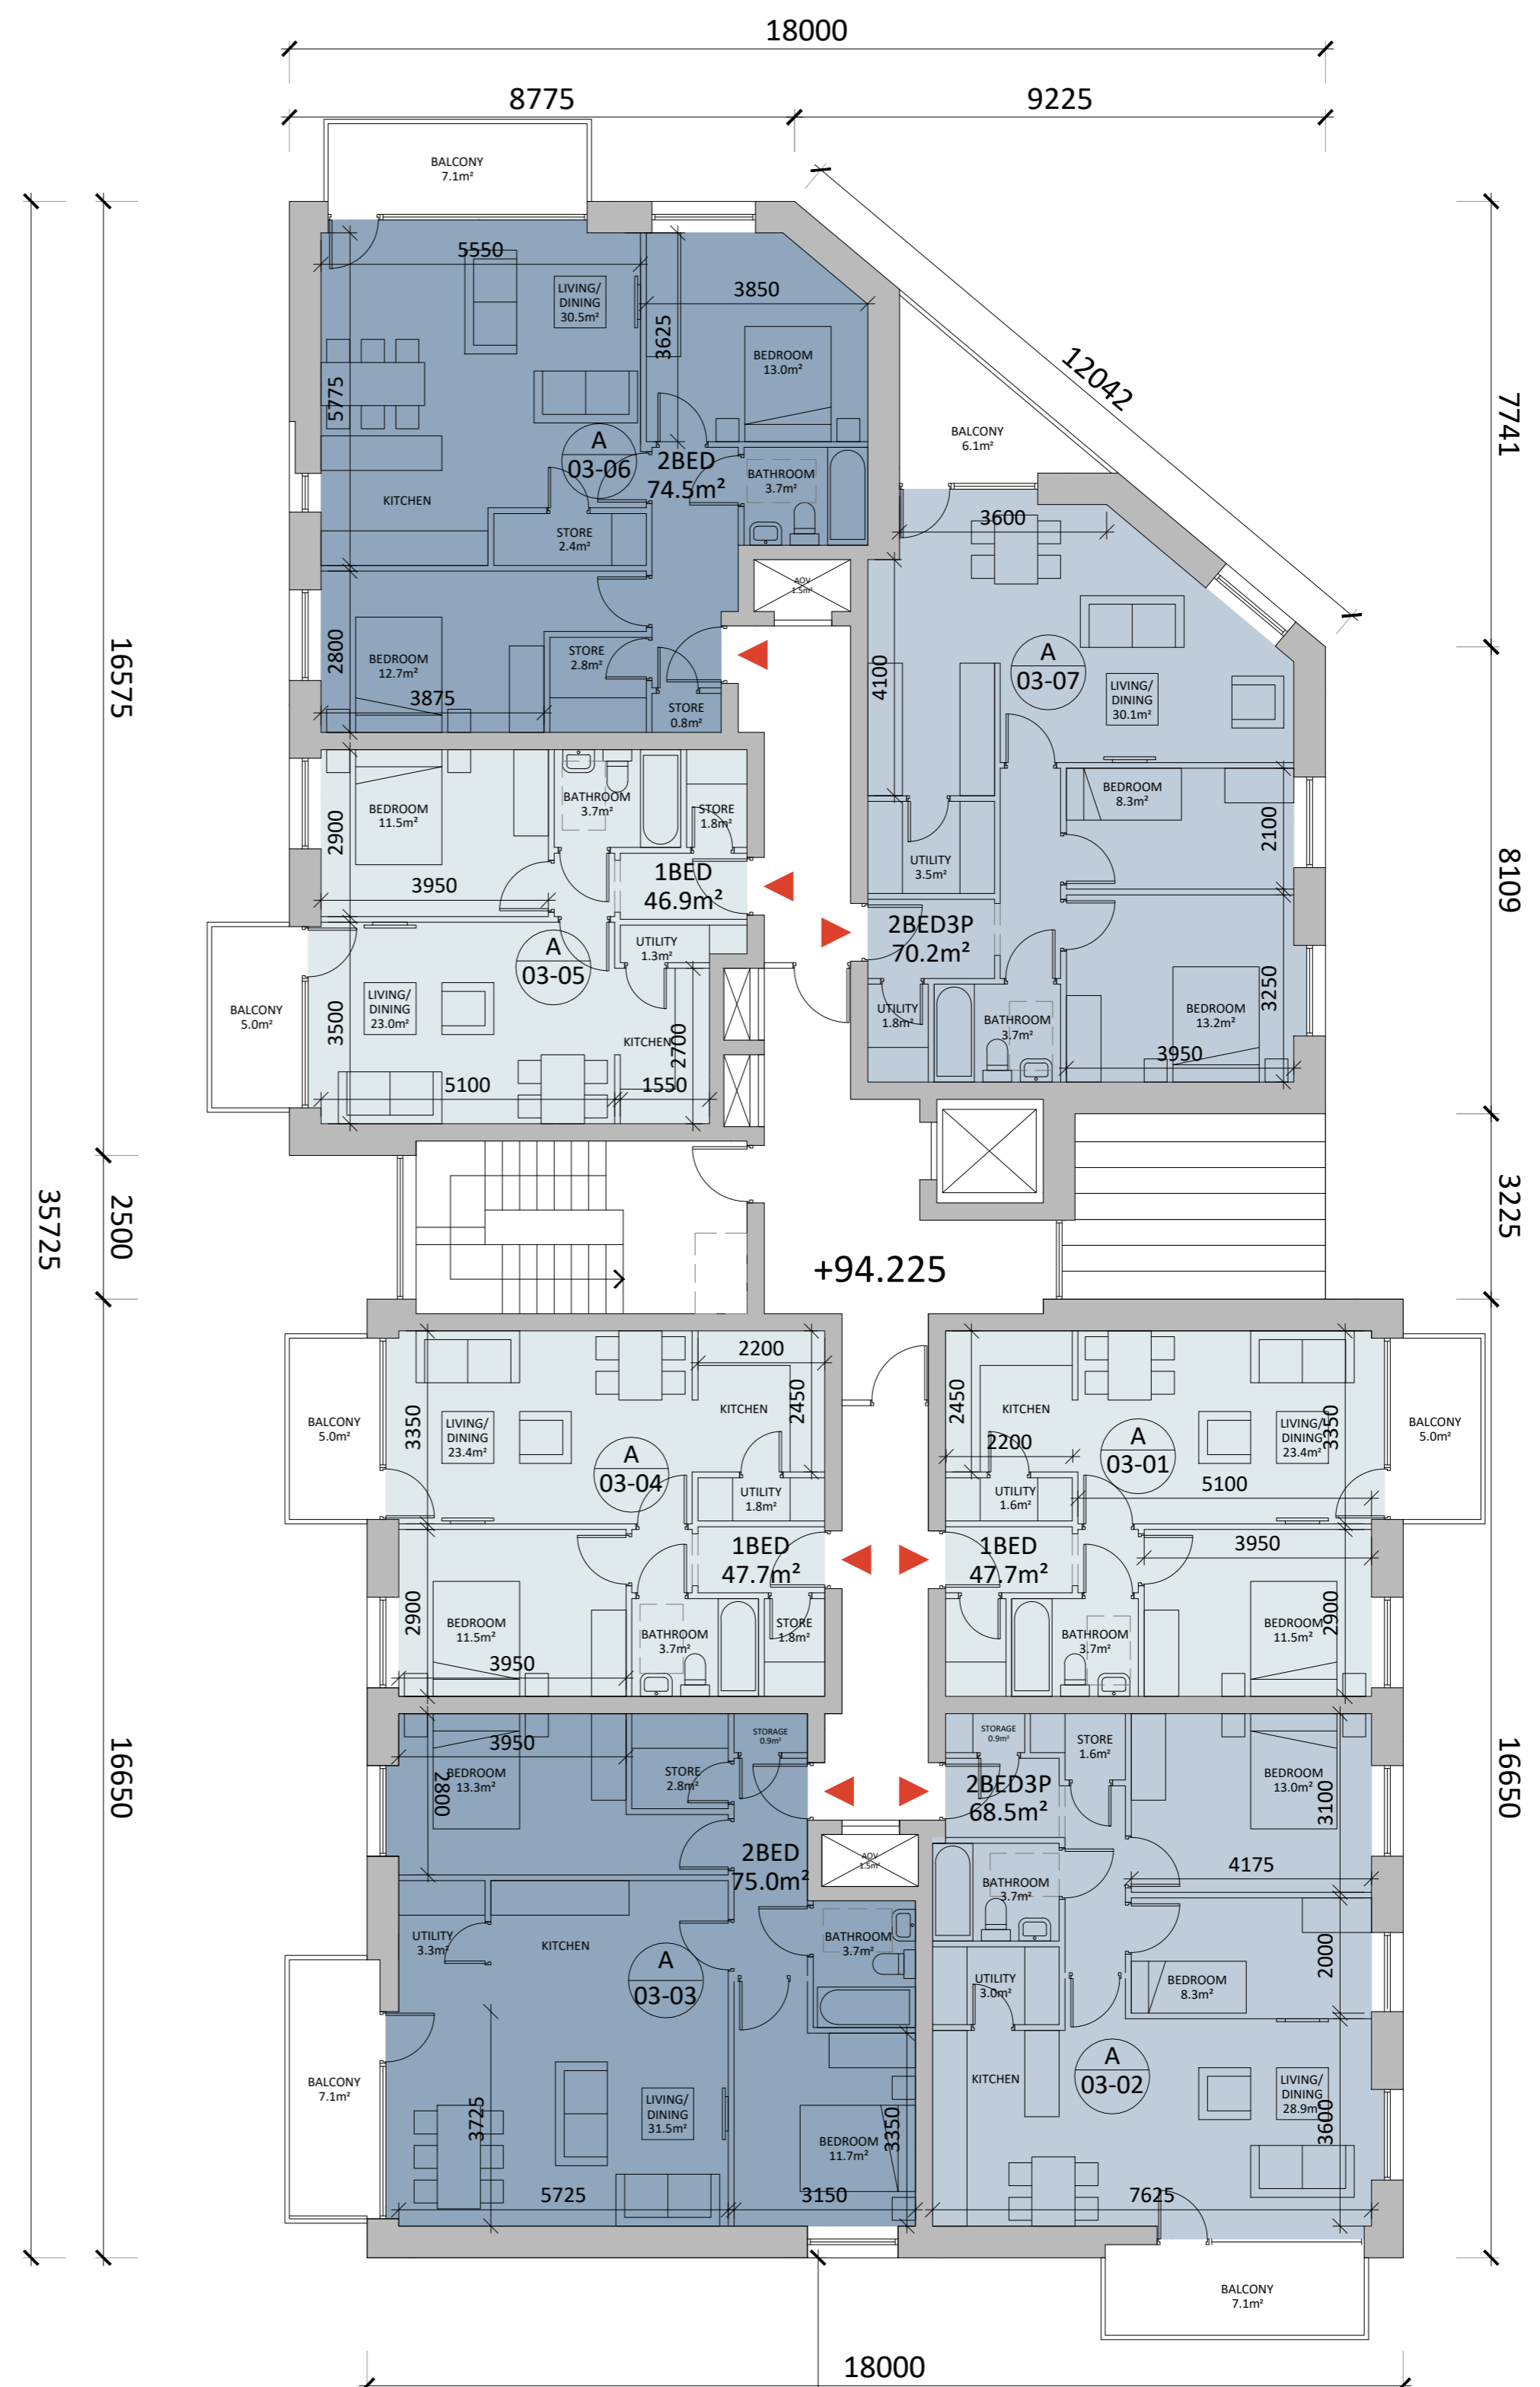 18000
8775
9225
BALCONY
7.1m²
5550
LIVING/
DINING
30.5m²
3850
3625
BEDROOM
13.0m²
5775
12042
7741
BALCONY
6.1m²
A
03-06
2BED
74.5m²
BATHROOM
3.7m²
KITCHEN
STORE
2.4m²
3600
AOV
1.5m²
16575
2800
BEDROOM
12.7m²
3875
STORE
2.8m²
STORE
0.8m²
4100
A
03-07
LIVING/
DINING
30.1m²
BEDROOM
8.3m²
2100
BEDROOM
11.5m²
2900
3950
BATHROOM
3.7m²
STORE
1.8m²
1BED
46.9m²
UTILITY
3.5m²
8109
2BED3P
70.2m²
A
03-05
UTILITY
1.3m²
BALCONY
5.0m²
LIVING/
DINING
23.0m²
3500
KITCHEN
2700
5100
1550
UTILITY
1.8m²
BATHROOM
3.7m²
BEDROOM
13.2m²
3250
3950
35725
2500
3225
+94.225
2200
2450
KITCHEN
3350
LIVING/
DINING
23.4m²
BALCONY
5.0m²
A
03-04
UTILITY
1.8m²
1BED
47.7m²
2900
BEDROOM
11.5m²
3950
BATHROOM
3.7m²
STORE
1.8m²
2450
KITCHEN
2200
A
03-01
LIVING/
DINING
23.4m²
3350
BALCONY
5.0m²
UTILITY
1.6m²
5100
1BED
47.7m²
3950
BATHROOM
3.7m²
BEDROOM
11.5m²
2900
16650
16650
3950
BEDROOM
13.3m²
2800
STORE
2.8m²
STORAGE
0.9m²
2BED
75.0m²
AOV
1.5m²
UTILITY
3.3m²
KITCHEN
A
03-03
BATHROOM
3.7m²
BALCONY
7.1m²
3725
LIVING/
DINING
31.5m²
BEDROOM
11.7m²
3350
5725
3150
STORAGE
0.9m²
STORE
1.6m²
2BED3P
68.5m²
BEDROOM
13.0m²
3100
4175
BATHROOM
3.7m²
UTILITY
3.0m²
BEDROOM
8.3m²
2000
KITCHEN
A
03-02
LIVING/
DINING
28.9m²
3600
7625
BALCONY
7.1m²
18000